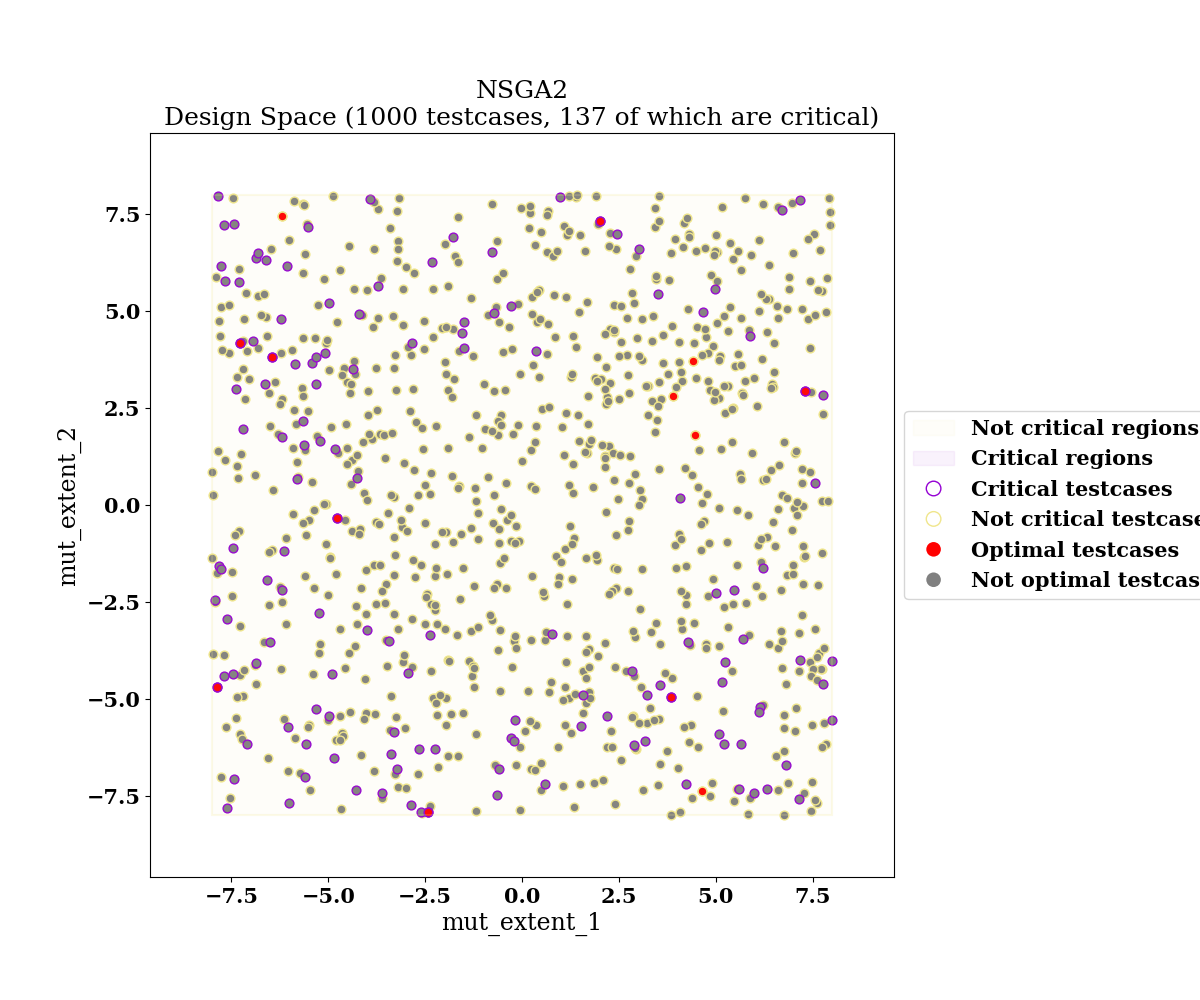 NSGA2
Design Space (1000 testcases, 137 of which are critical)
mut_extent_2
7.5
5.0
2.5
0.0
−2.5
−5.0
−7.5
−7.5
−5.0
−2.5
0.0
2.5
5.0
7.5
mut_extent_1
Not critical regions
Critical regions
Critical testcases
Not critical testcase
Optimal testcases
Not optimal testcas